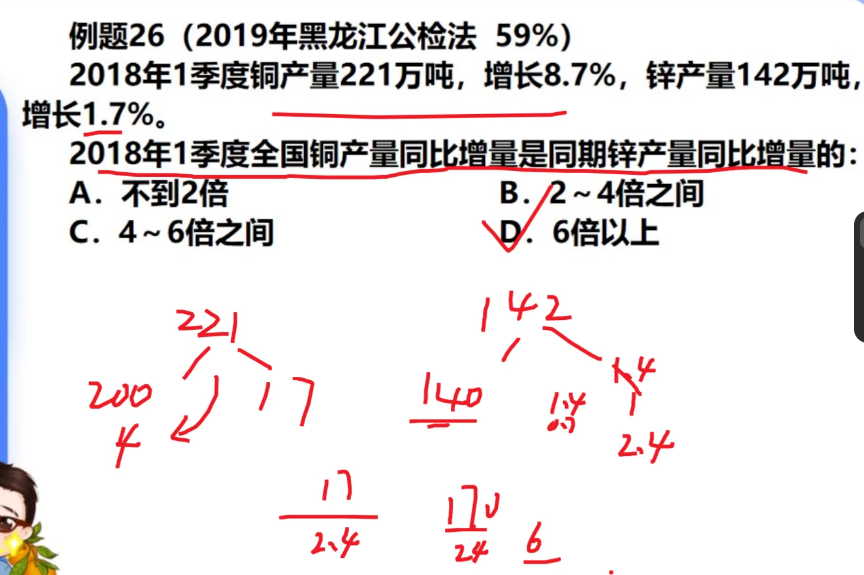 例题26（2019年黑龙江公检法 59%）
2018年1季度铜产量221万吨，增长8.7%，锌产量142万吨，
增长1.7%。
2018年1季度全国铜产量同比增量是同期锌产量同比增量的：
A．不到2倍 B．2～4倍之间
C．4～6倍之间 D．6倍以上
221 142
200 17 140 1.4
4 1.4 1
0.7 2.4
17 170
2.4 24 6